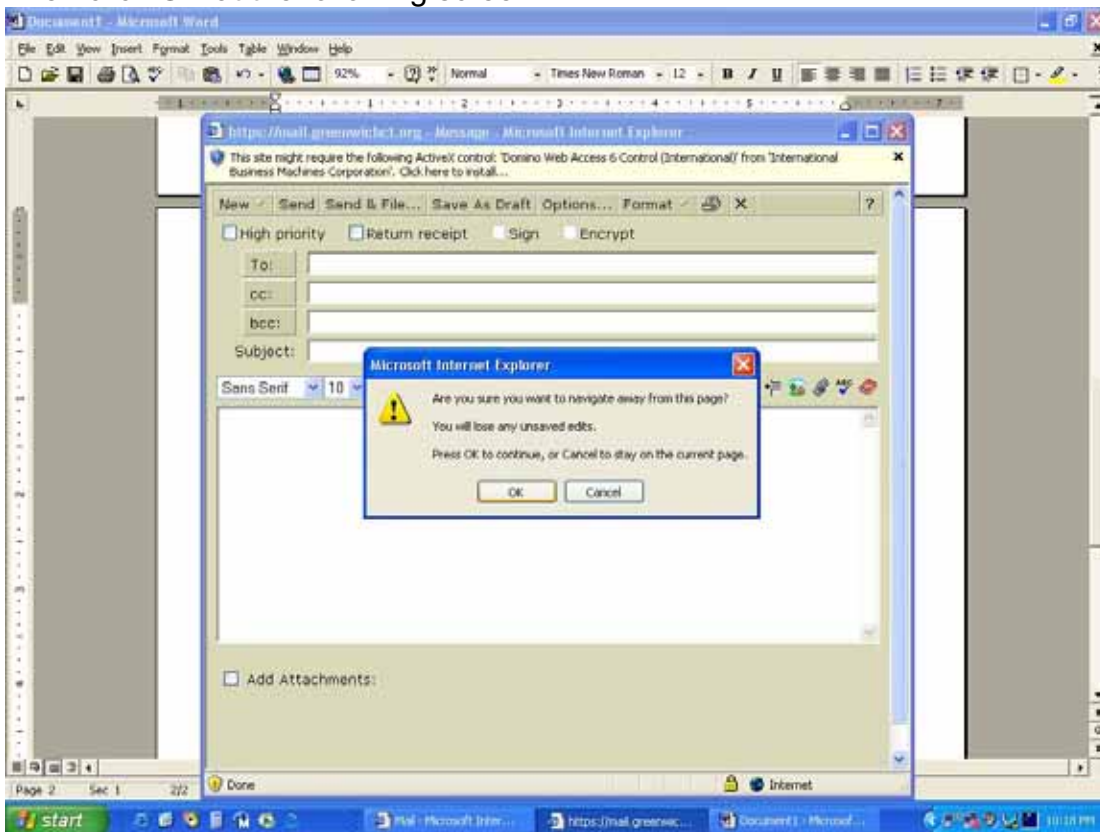 Document1 - Microsoft Word
File Edit View Insert Format Tools Table Window Help
92% Normal Times New Roman 12 B I U
https://mail.greenwichct.org - Message - Microsoft Internet Explorer
This site might require the following ActiveX control: 'Domino Web Access 6 Control (International)' from 'International
Business Machines Corporation'. Click here to install...
New Send Send & File... Save As Draft Options... Format ?
High priority Return receipt Sign Encrypt
To:
cc:
bcc:
Subject:
Sans Serif 10
Microsoft Internet Explorer
Are you sure you want to navigate away from this page?
You will lose any unsaved edits.
Press OK to continue, or Cancel to stay on the current page.
OK Cancel
Add Attachments:
Done Internet
Page 2 Sec 1 2/2
start Mail - Microsoft Inter... https://mail.greenwic... Document1 - Microsof... 10:18 PM